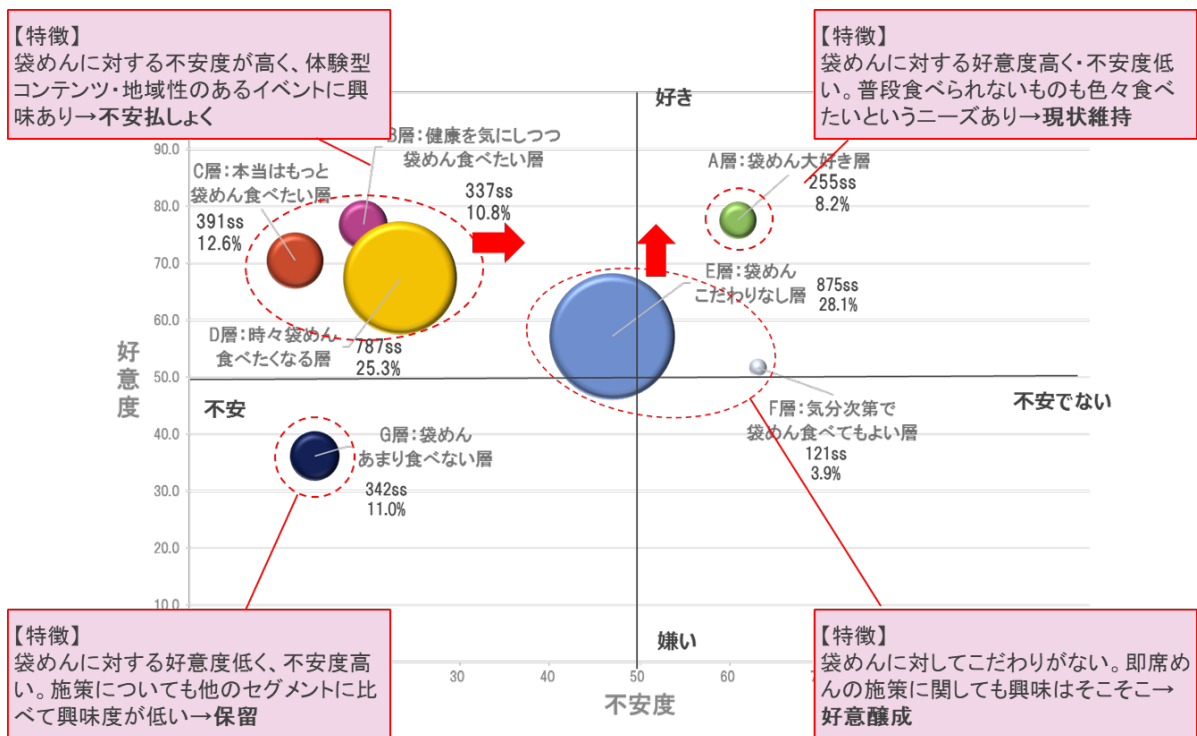 【特徴】
袋めんに対する不安度が高く、体験型
コンテンツ・地域性のあるイベントに興
味あり→不安払しょく
【特徴】
袋めんに対する好意度高く・不安度低
い。普段食べられないものも色々食べ
たいというニーズあり→現状維持
好き
90.0
80.0
70.0
60.0
50.0
40.0
30.0
20.0
10.0
B層：健康を気にしつつ
袋めん食べたい層
337ss
10.8%
C層：本当はもっと
袋めん食べたい層
391ss
12.6%
A層：袋めん大好き層
255ss
8.2%
D層：時々袋めん
食べたくなる層
787ss
25.3%
E層：袋めん
こだわりなし層
875ss
28.1%
好意度
不安
不安でない
F層：気分次第で
袋めん食べてもよい層
121ss
3.9%
G層：袋めん
あまり食べない層
342ss
11.0%
嫌い
30
40
50
60
不安度
【特徴】
袋めんに対する好意度低く、不安度高
い。施策についても他のセグメントに比
べて興味度が低い→保留
【特徴】
袋めんに対してこだわりがない。即席め
んの施策に関しても興味はそこそこ→
好意醸成